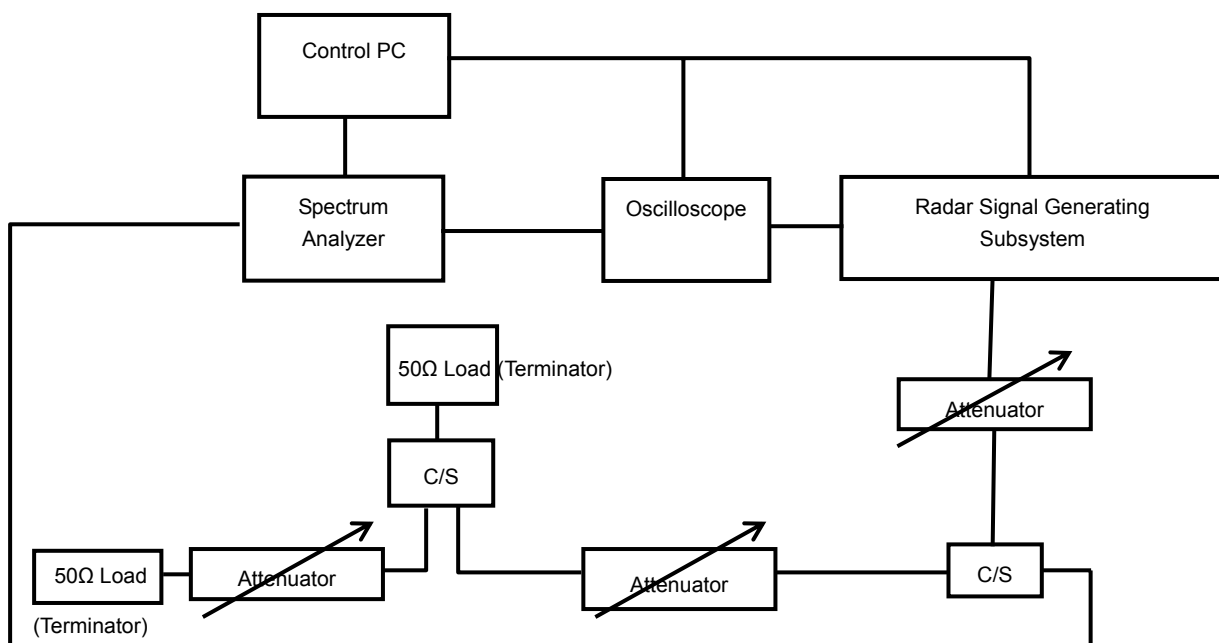 Control PC
Spectrum
Analyzer
Oscilloscope
Radar Signal Generating
Subsystem
50Ω Load (Terminator)
Attenuator
C/S
50Ω Load
(Terminator)
Attenuator
Attenuator
C/S